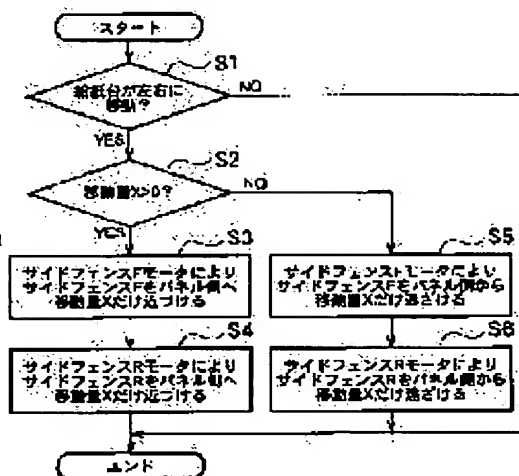 スタート
S1
給紙台が左右に
移動?
NO
YES
S2
移動量X>0?
NO
YES
S3
サイドフェンスFモータにより
サイドフェンスFをパネル側へ
移動量Xだけ近づける
S5
サイドフェンスFモータにより
サイドフェンスFをパネル側から
移動量Xだけ遠ざける
S4
サイドフェンスRモータにより
サイドフェンスRをパネル側へ
移動量Xだけ近づける
S6
サイドフェンスRモータにより
サイドフェンスRをパネル側から
移動量Xだけ遠ざける
エンド